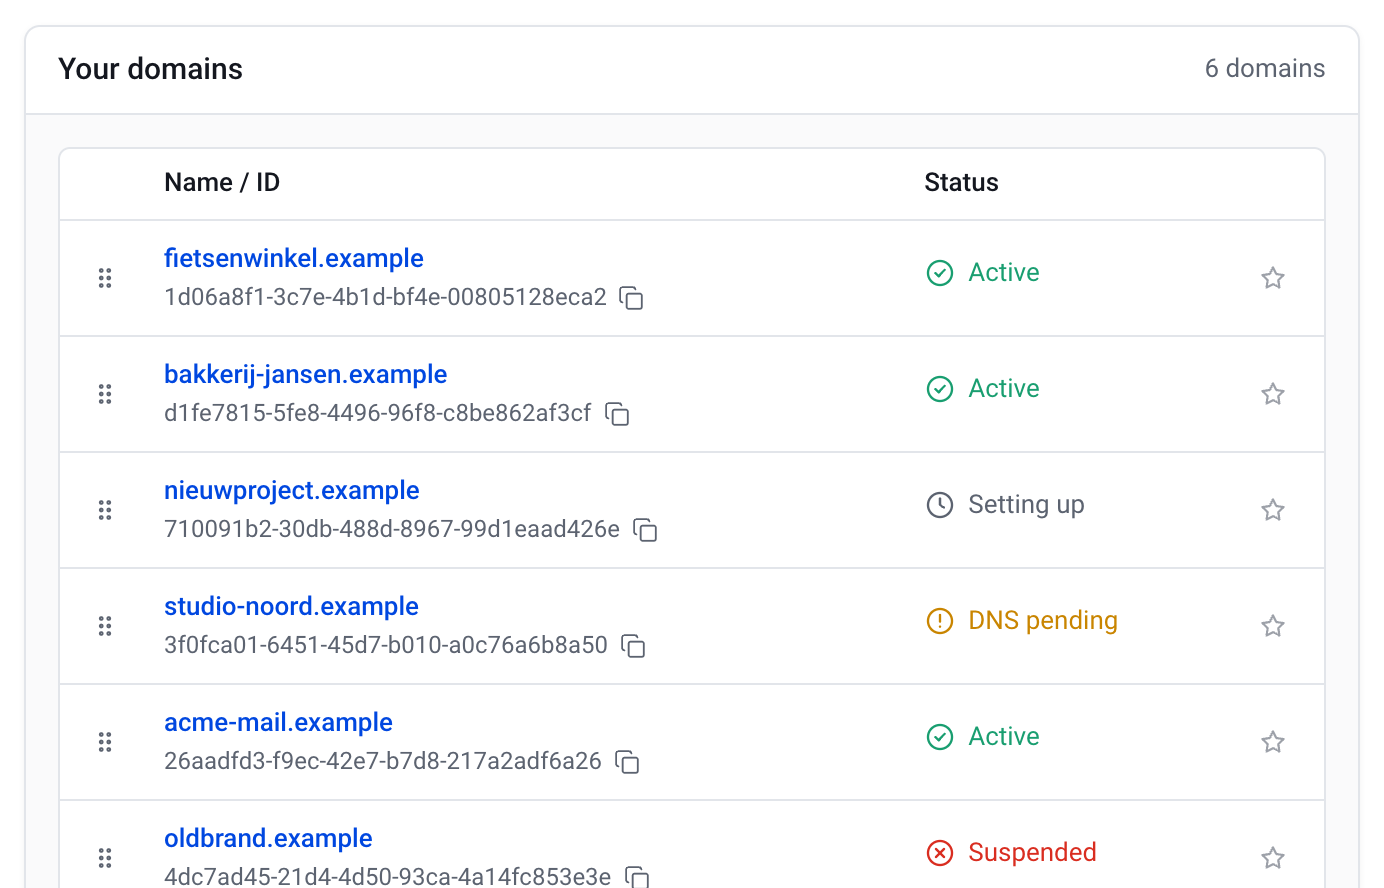 Your domains
6 domains
Name / ID
Status
fietsenwinkel.example
1d06a8f1-3c7e-4b1d-bf4e-00805128eca2
Active
bakkerij-jansen.example
d1fe7815-5fe8-4496-96f8-c8be862af3cf
Active
nieuwproject.example
710091b2-30db-488d-8967-99d1eaad426e
Setting up
studio-noord.example
3f0fca01-6451-45d7-b010-a0c76a6b8a50
DNS pending
acme-mail.example
26aadfd3-f9ec-42e7-b7d8-217a2adf6a26
Active
oldbrand.example
4dc7ad45-21d4-4d50-93ca-4a14fc853e3e
Suspended